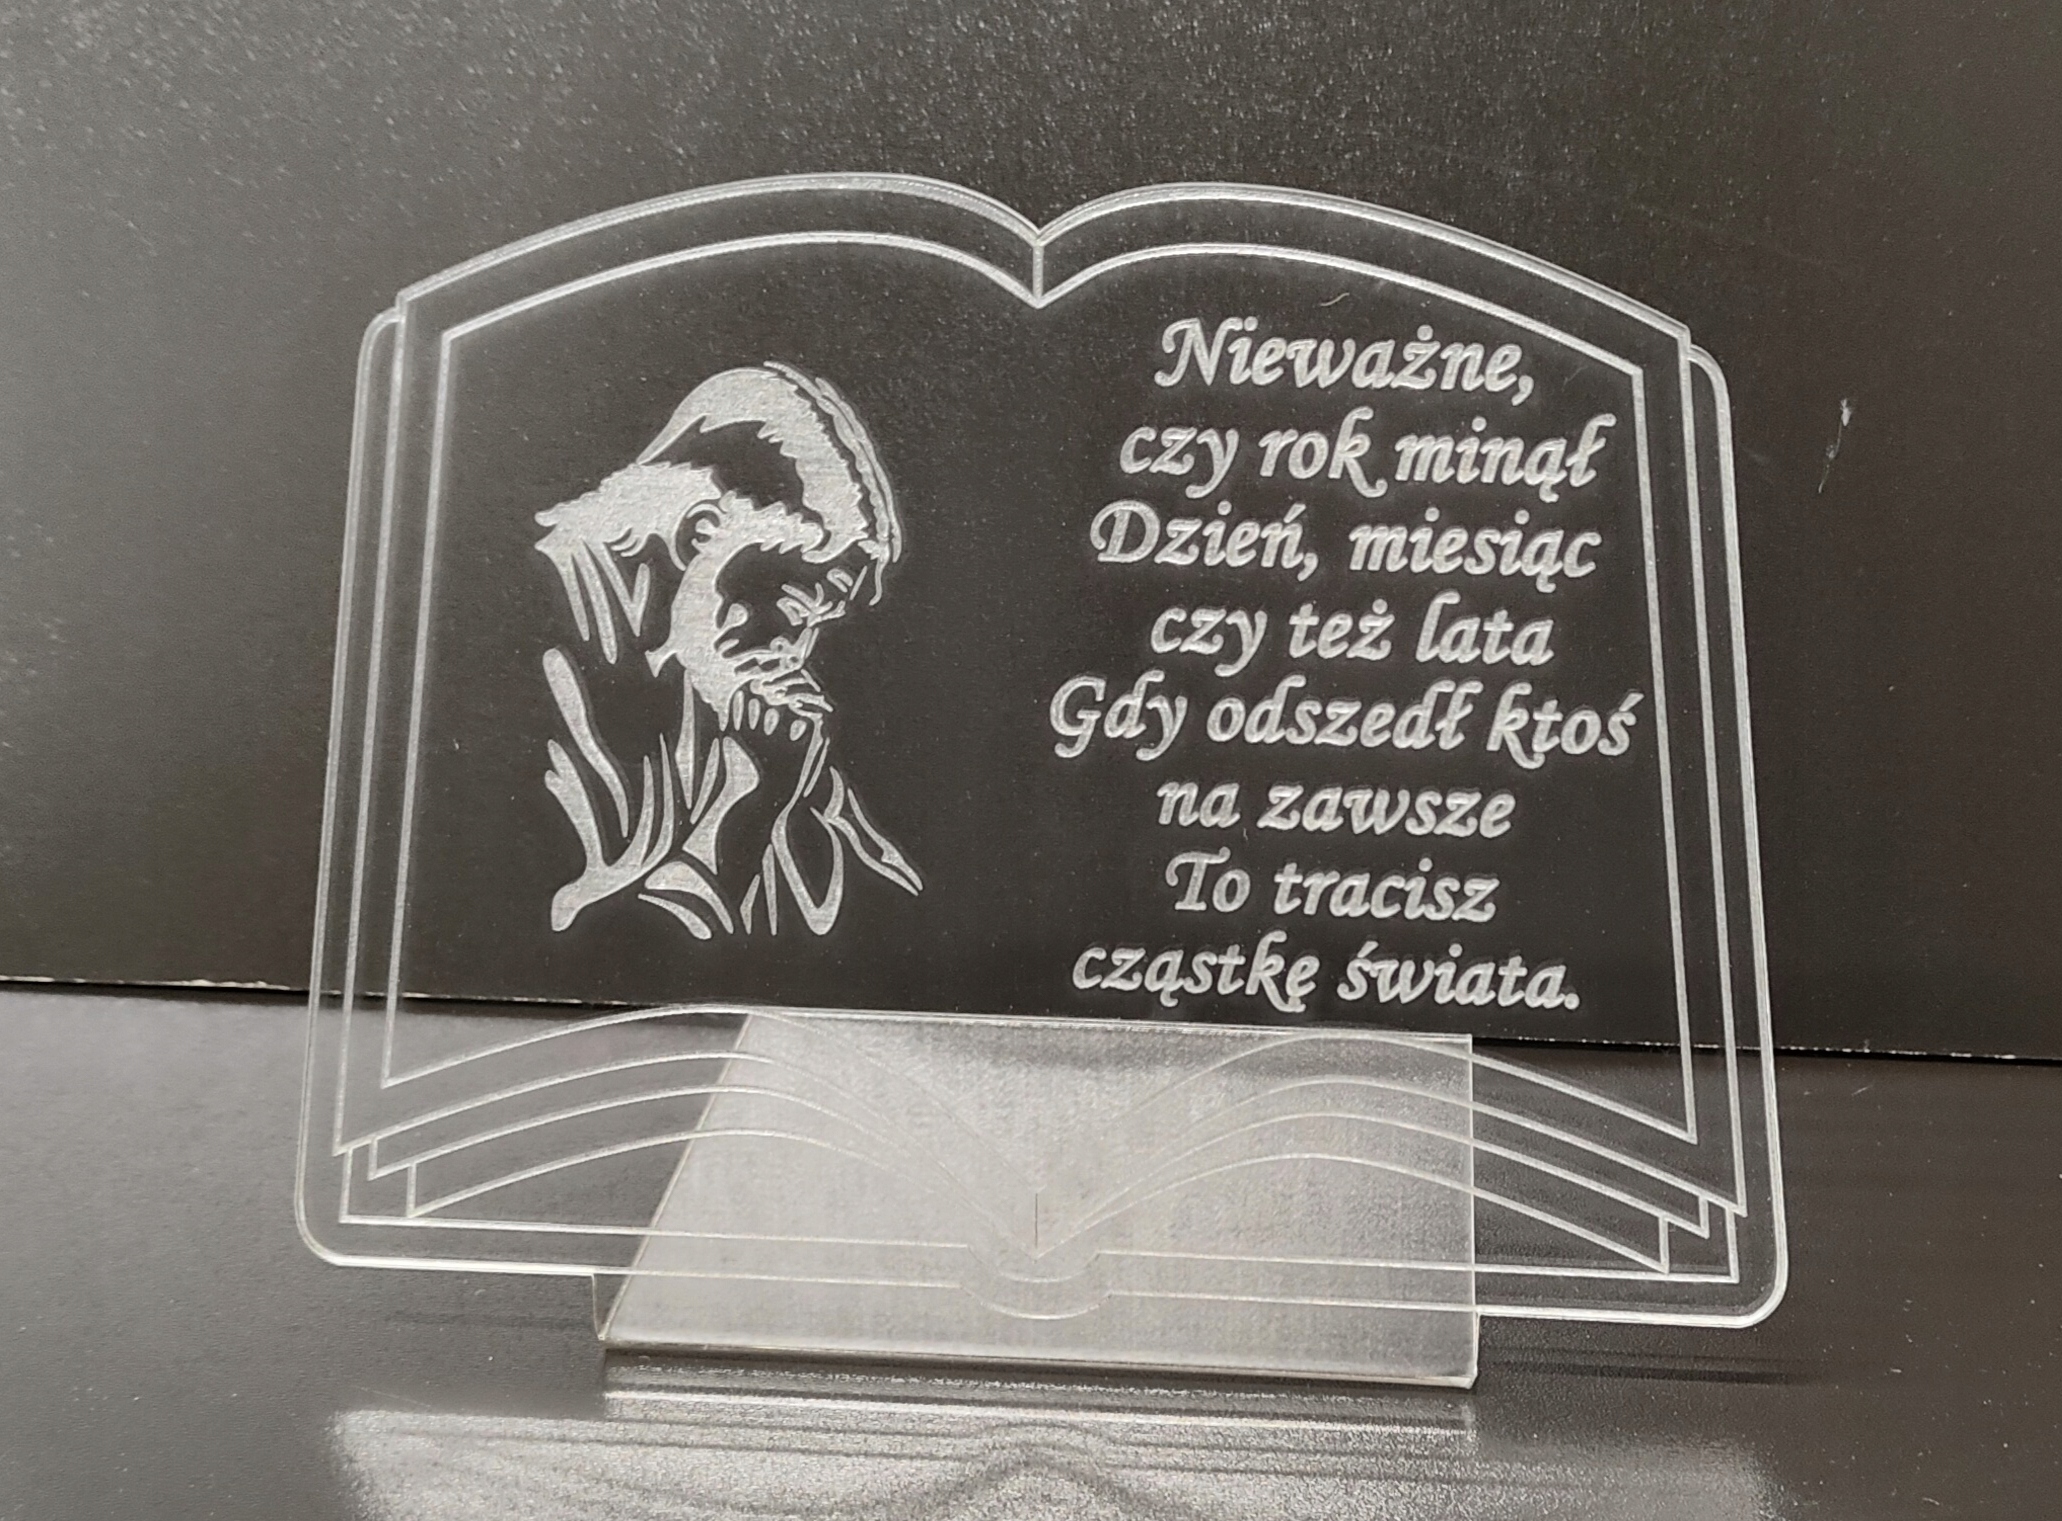 Nieważne,
czy rok minął
Dzień, miesiąc
czy też lata
Gdy odszedł ktoś
na zawsze
To tracisz
cząstkę świata.